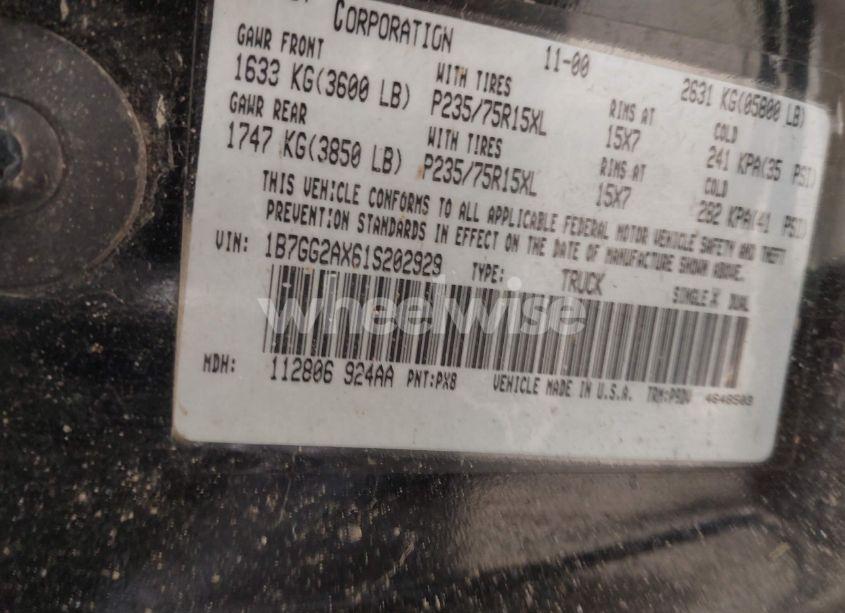 CORPORATION 11-00 2631 KG(05800 LB)
GAWR FRONT WITH TIRES RIMS AT COLD
1633 KG(3600 LB) P235/75R15XL 15X7 241 KPA(35 PSI)
GAWR REAR WITH TIRES RIMS AT COLD
1747 KG(3850 LB) P235/75R15XL 15X7 282 KPA(41 PSI)
THIS VEHICLE CONFORMS TO ALL APPLICABLE FEDERAL MOTOR VEHICLE SAFETY AND THEFT
PREVENTION STANDARDS IN EFFECT ON THE DATE OF MANUFACTURE SHOWN ABOVE.
VIN: 1B7GG2AX61S202929 TYPE: TRUCK SINGLE X DUAL
wheelwise
MDH: 112806 924AA PNT:PX8 VEHICLE MADE IN U.S.A. TRM:P9DV 4648503